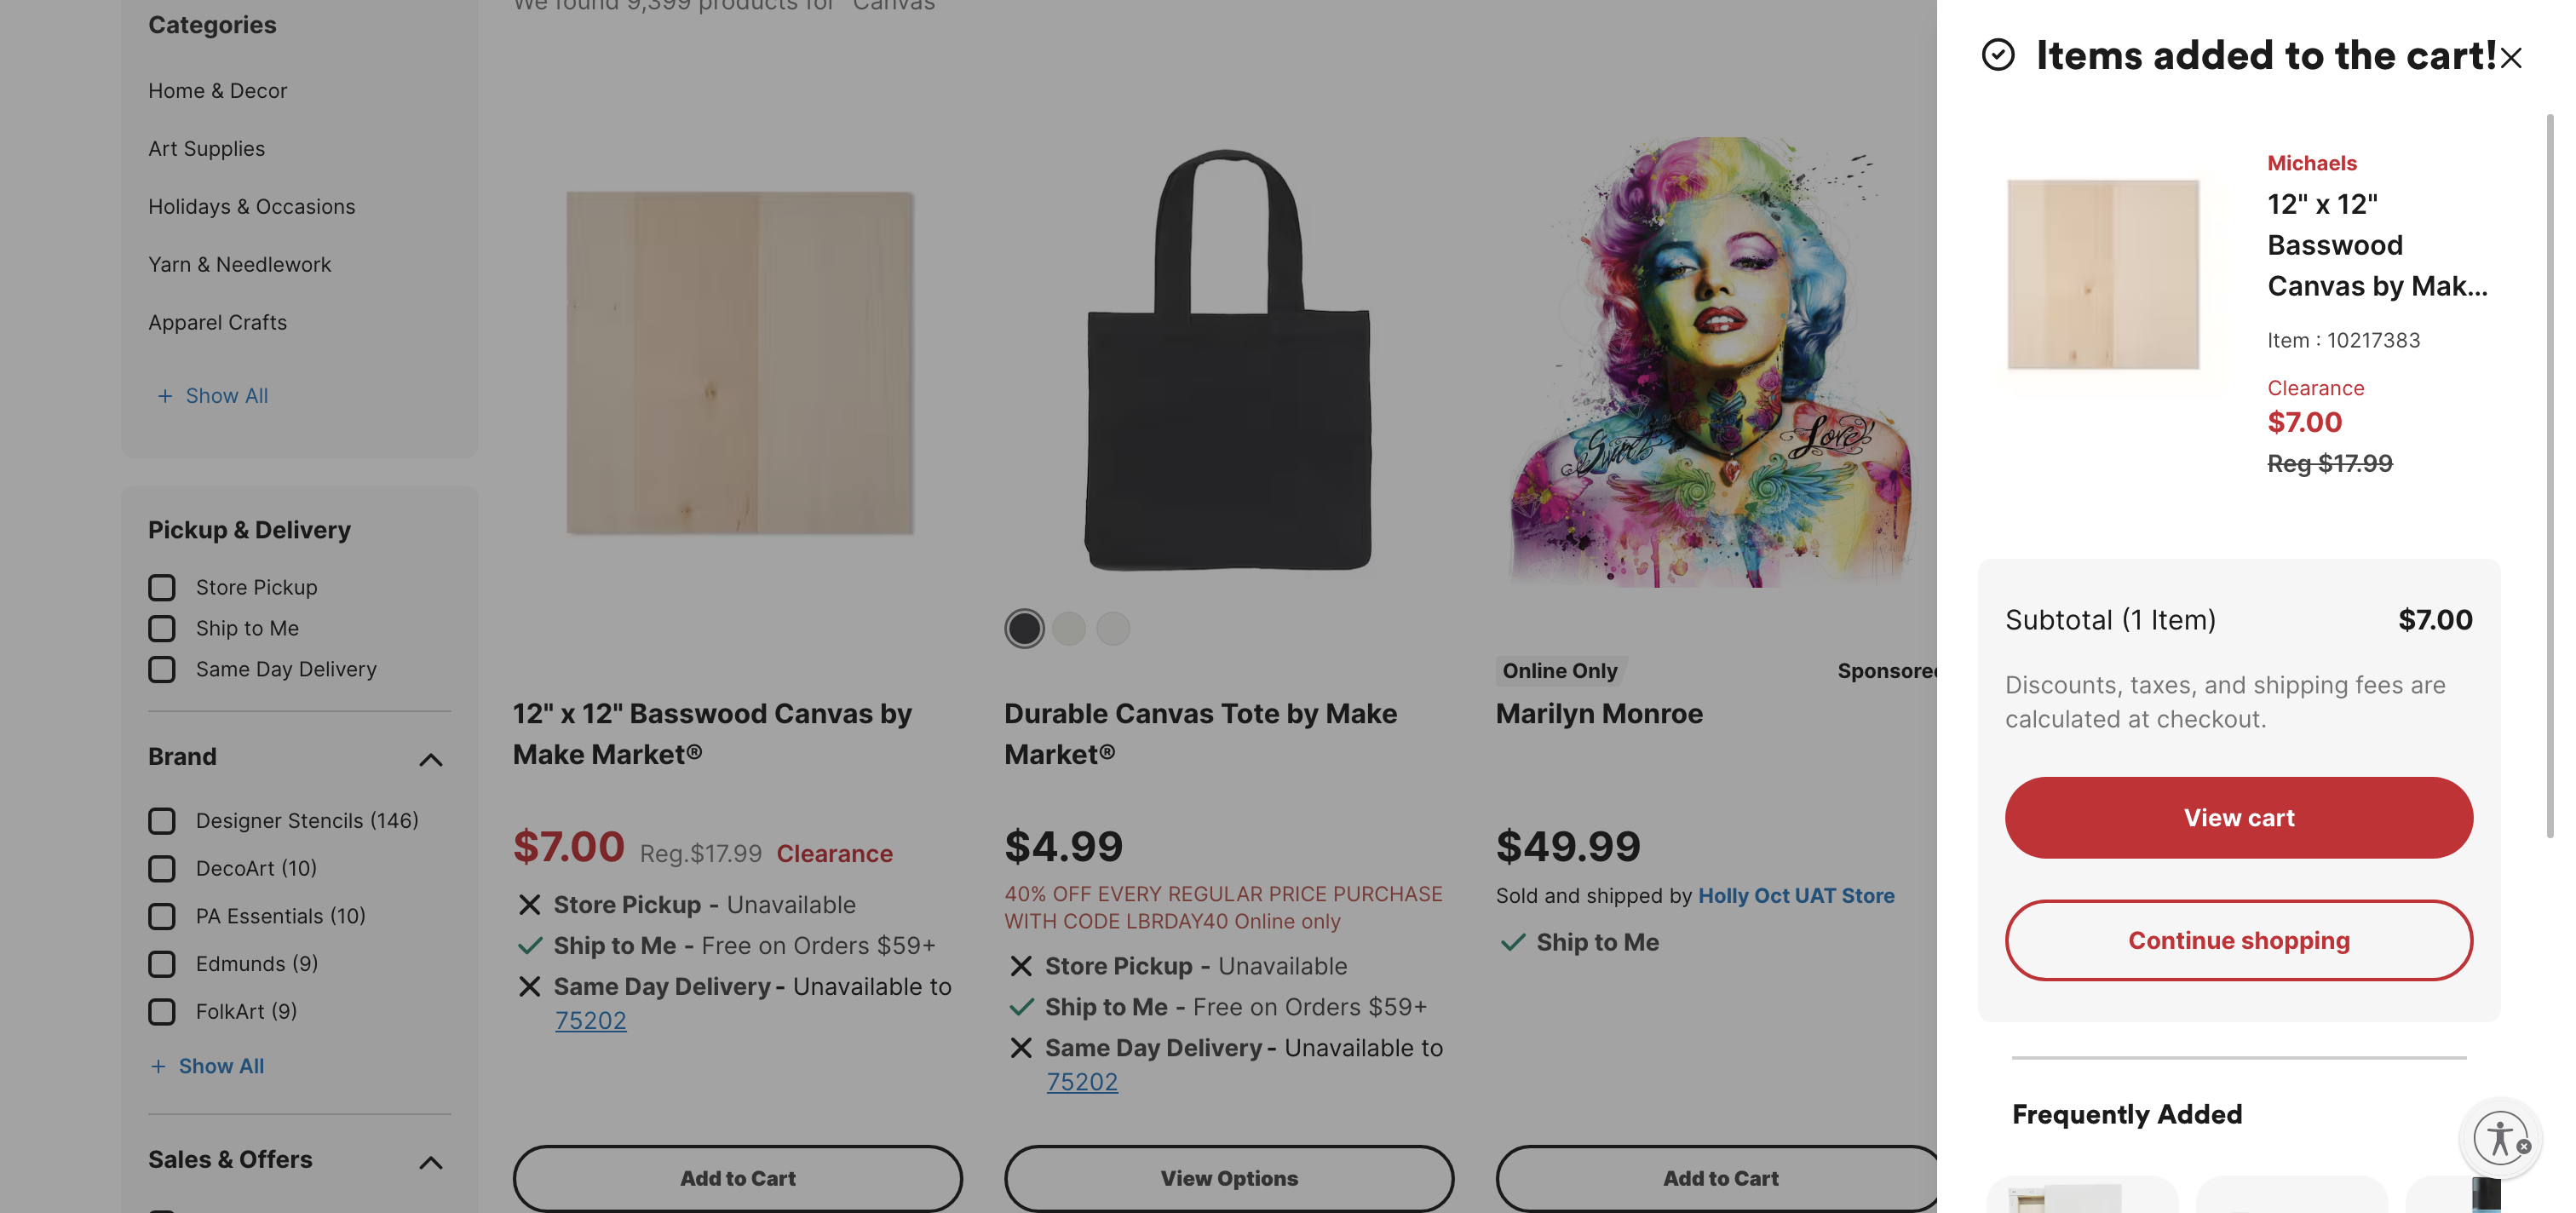 We found 9,399 products for "Canvas"
Categories
Home & Decor
Art Supplies
Holidays & Occasions
Yarn & Needlework
Apparel Crafts
+ Show All
Pickup & Delivery
Store Pickup
Ship to Me
Same Day Delivery
Brand
Designer Stencils (146)
DecoArt (10)
PA Essentials (10)
Edmunds (9)
FolkArt (9)
+ Show All
Sales & Offers
12" x 12" Basswood Canvas by
Make Market®
$7.00 Reg.$17.99 Clearance
Store Pickup - Unavailable
Ship to Me - Free on Orders $59+
Same Day Delivery - Unavailable to
75202
Add to Cart
Durable Canvas Tote by Make
Market®
$4.99
40% OFF EVERY REGULAR PRICE PURCHASE
WITH CODE LBRDAY40 Online only
Store Pickup - Unavailable
Ship to Me - Free on Orders $59+
Same Day Delivery - Unavailable to
75202
View Options
Sweet
Love
Online Only
Sponsored
Marilyn Monroe
$49.99
Sold and shipped by Holly Oct UAT Store
Ship to Me
Add to Cart
Items added to the cart!
Michaels
12" x 12"
Basswood
Canvas by Mak...
Item : 10217383
Clearance
$7.00
Reg $17.99
Subtotal (1 Item) $7.00
Discounts, taxes, and shipping fees are
calculated at checkout.
View cart
Continue shopping
Frequently Added